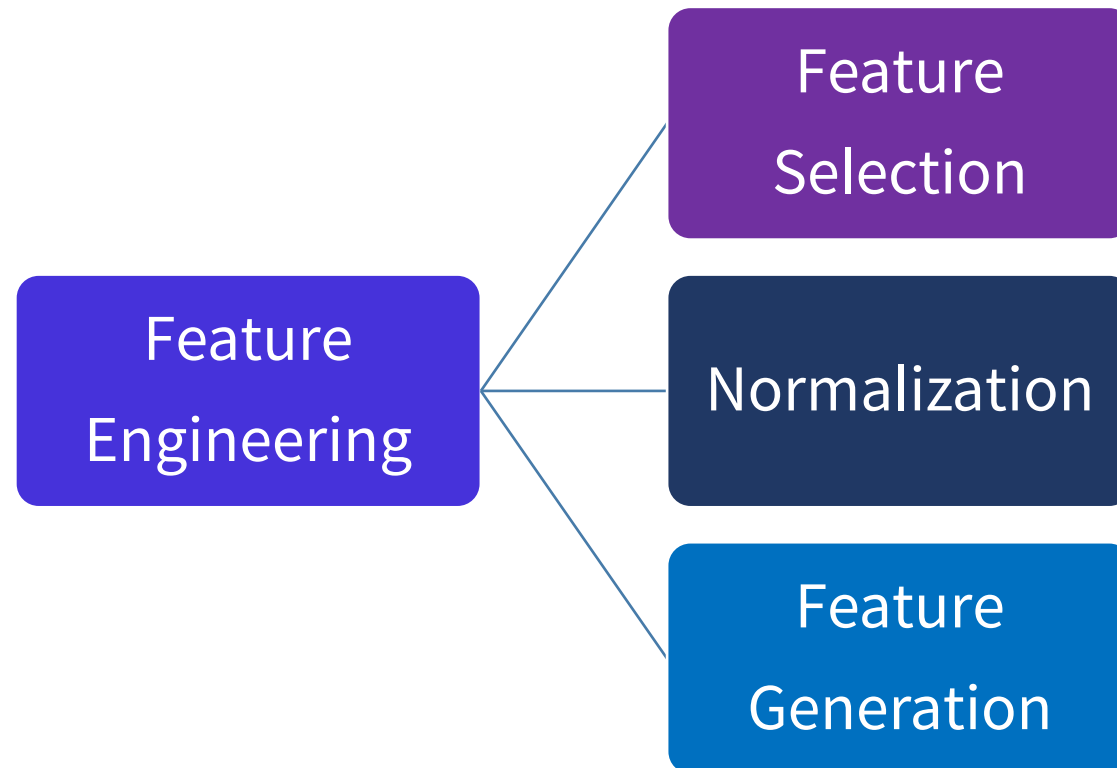 Feature
Selection
Feature
Engineering
Normalization
Feature
Generation